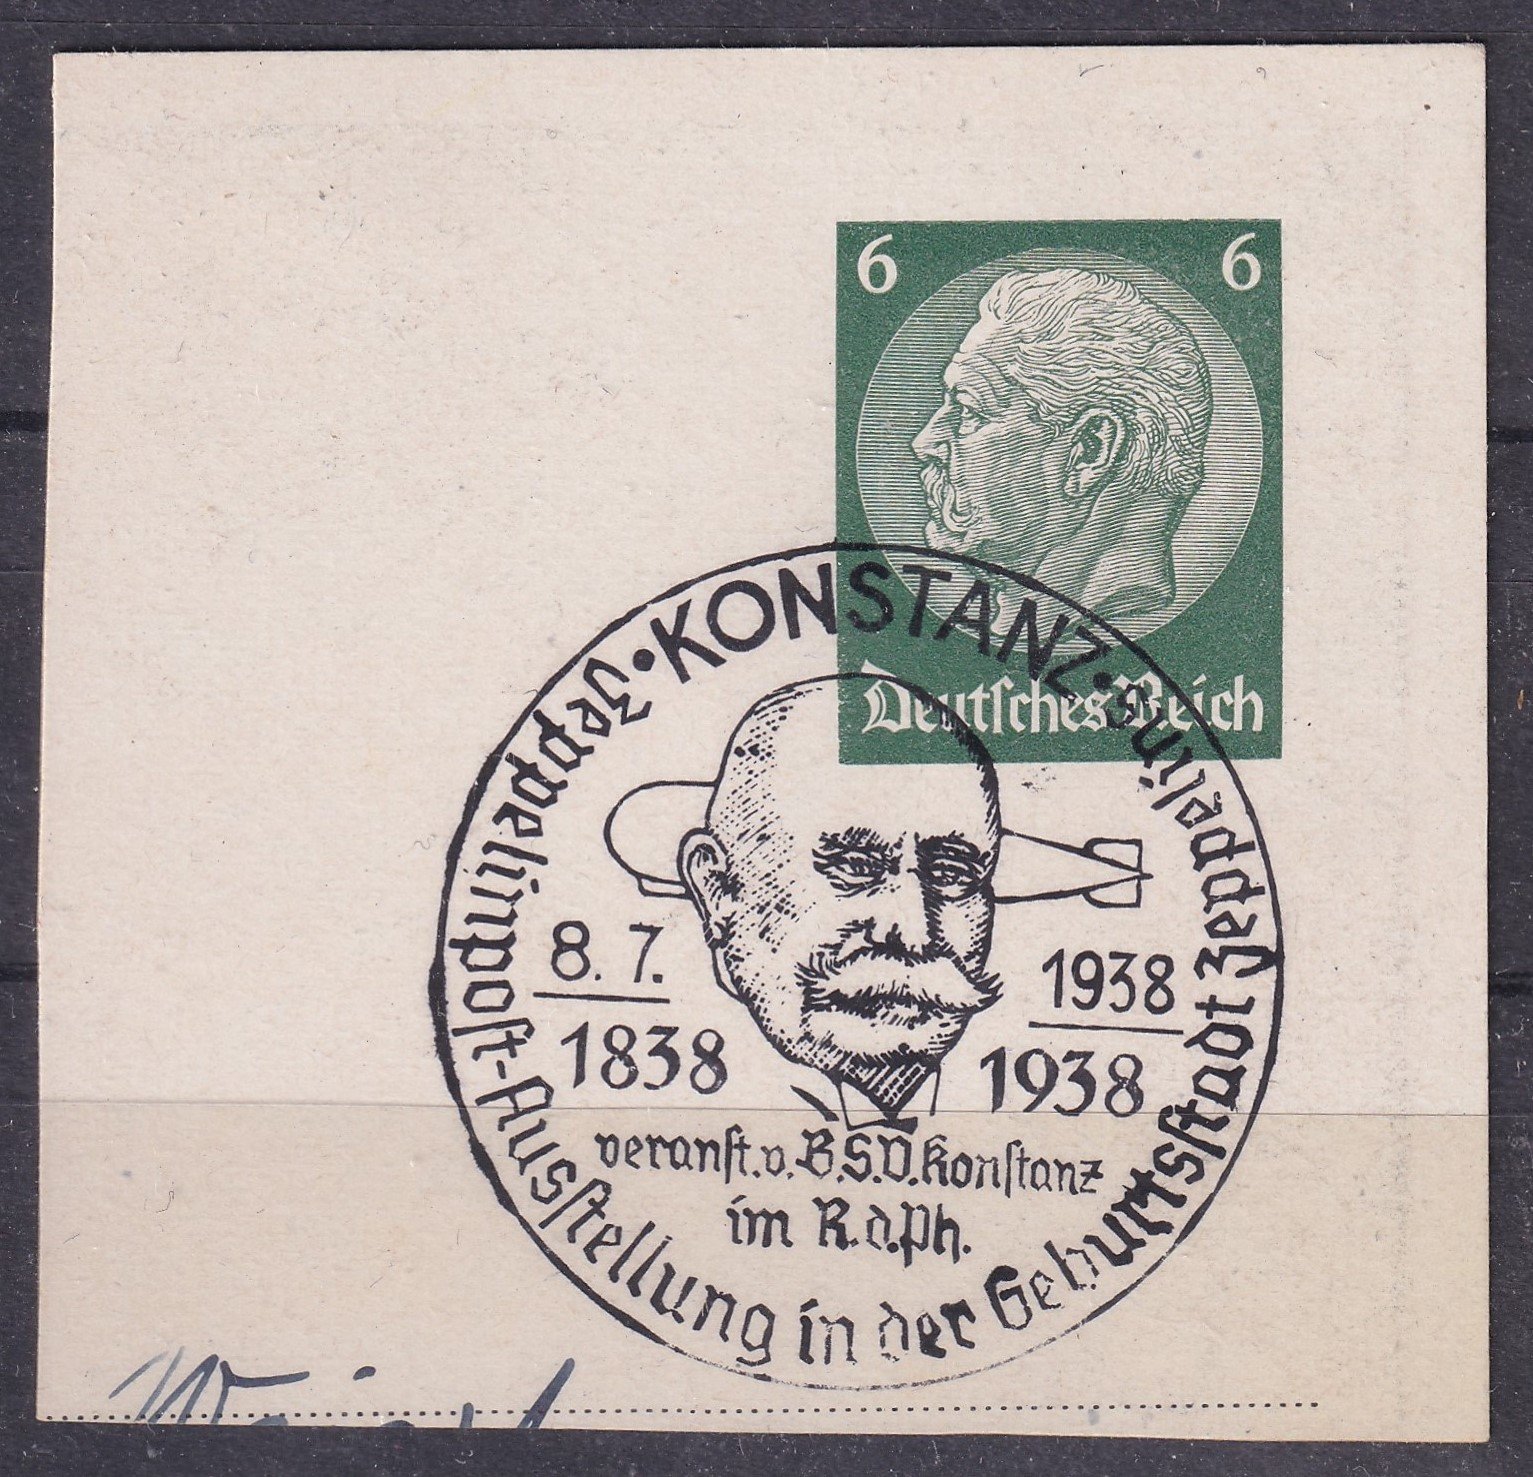 6 6
Deutsches Reich
• KONSTANZ •
Zeppelinpost-Ausstellung in der Geburtsstadt Zeppelins.
8. 7. 1938
1838 1938
veranst. v. B.S.V. Konstanz
im R.d.Ph.